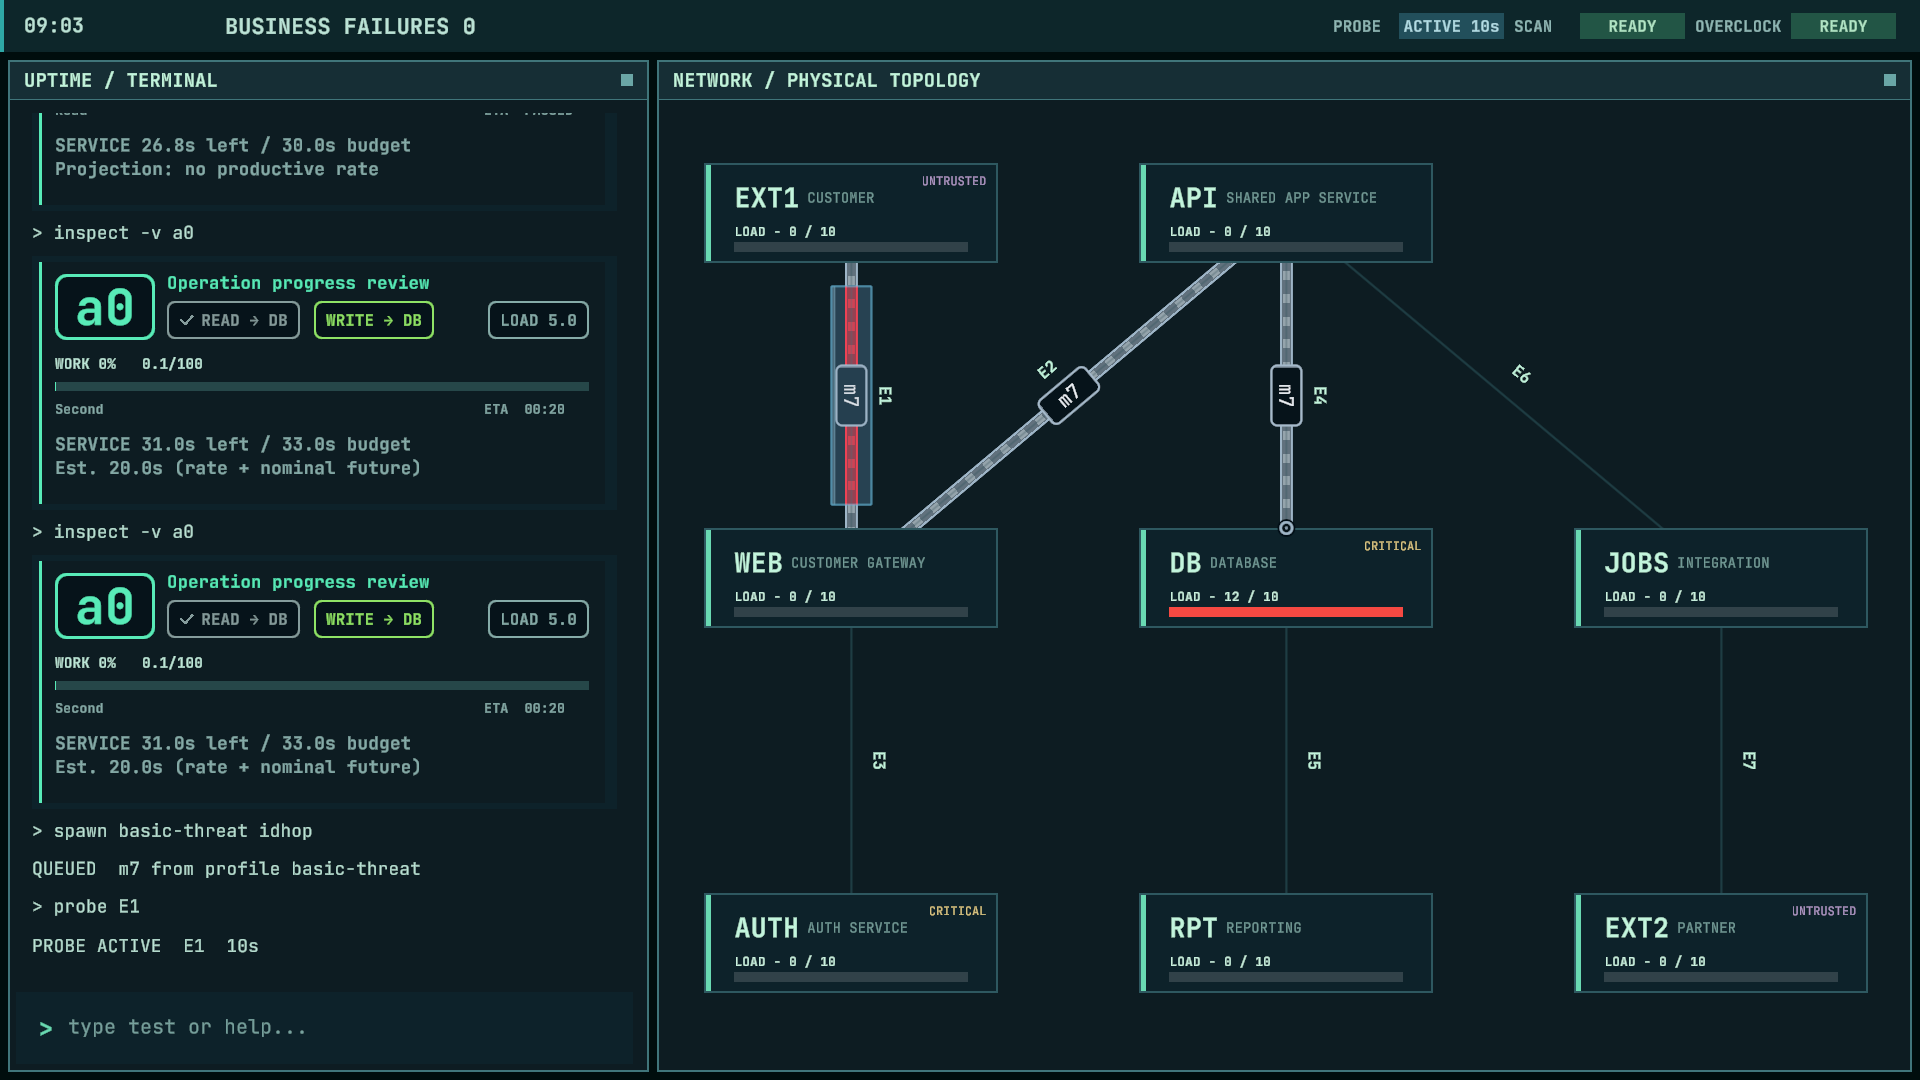 09:03
BUSINESS FAILURES 0
PROBE ACTIVE 10s SCAN READY OVERCLOCK READY
UPTIME / TERMINAL
SERVICE 26.8s left / 30.0s budget
Projection: no productive rate
> inspect -v a0
a0
Operation progress review
✓ READ → DB
WRITE → DB
LOAD 5.0
WORK 0% 0.1/100
Second ETA 00:20
SERVICE 31.0s left / 33.0s budget
Est. 20.0s (rate + nominal future)
> inspect -v a0
a0
Operation progress review
✓ READ → DB
WRITE → DB
LOAD 5.0
WORK 0% 0.1/100
Second ETA 00:20
SERVICE 31.0s left / 33.0s budget
Est. 20.0s (rate + nominal future)
> spawn basic-threat idhop
QUEUED m7 from profile basic-threat
> probe E1
PROBE ACTIVE E1 10s
> type test or help...
NETWORK / PHYSICAL TOPOLOGY
UNTRUSTED
EXT1 CUSTOMER
LOAD - 0 / 10
API SHARED APP SERVICE
LOAD - 0 / 10
m7
E1
E2
m7
m7
E4
E6
WEB CUSTOMER GATEWAY
LOAD - 0 / 10
CRITICAL
DB DATABASE
LOAD - 12 / 10
JOBS INTEGRATION
LOAD - 0 / 10
E3
E5
E7
CRITICAL
AUTH AUTH SERVICE
LOAD - 0 / 10
RPT REPORTING
LOAD - 0 / 10
UNTRUSTED
EXT2 PARTNER
LOAD - 0 / 10